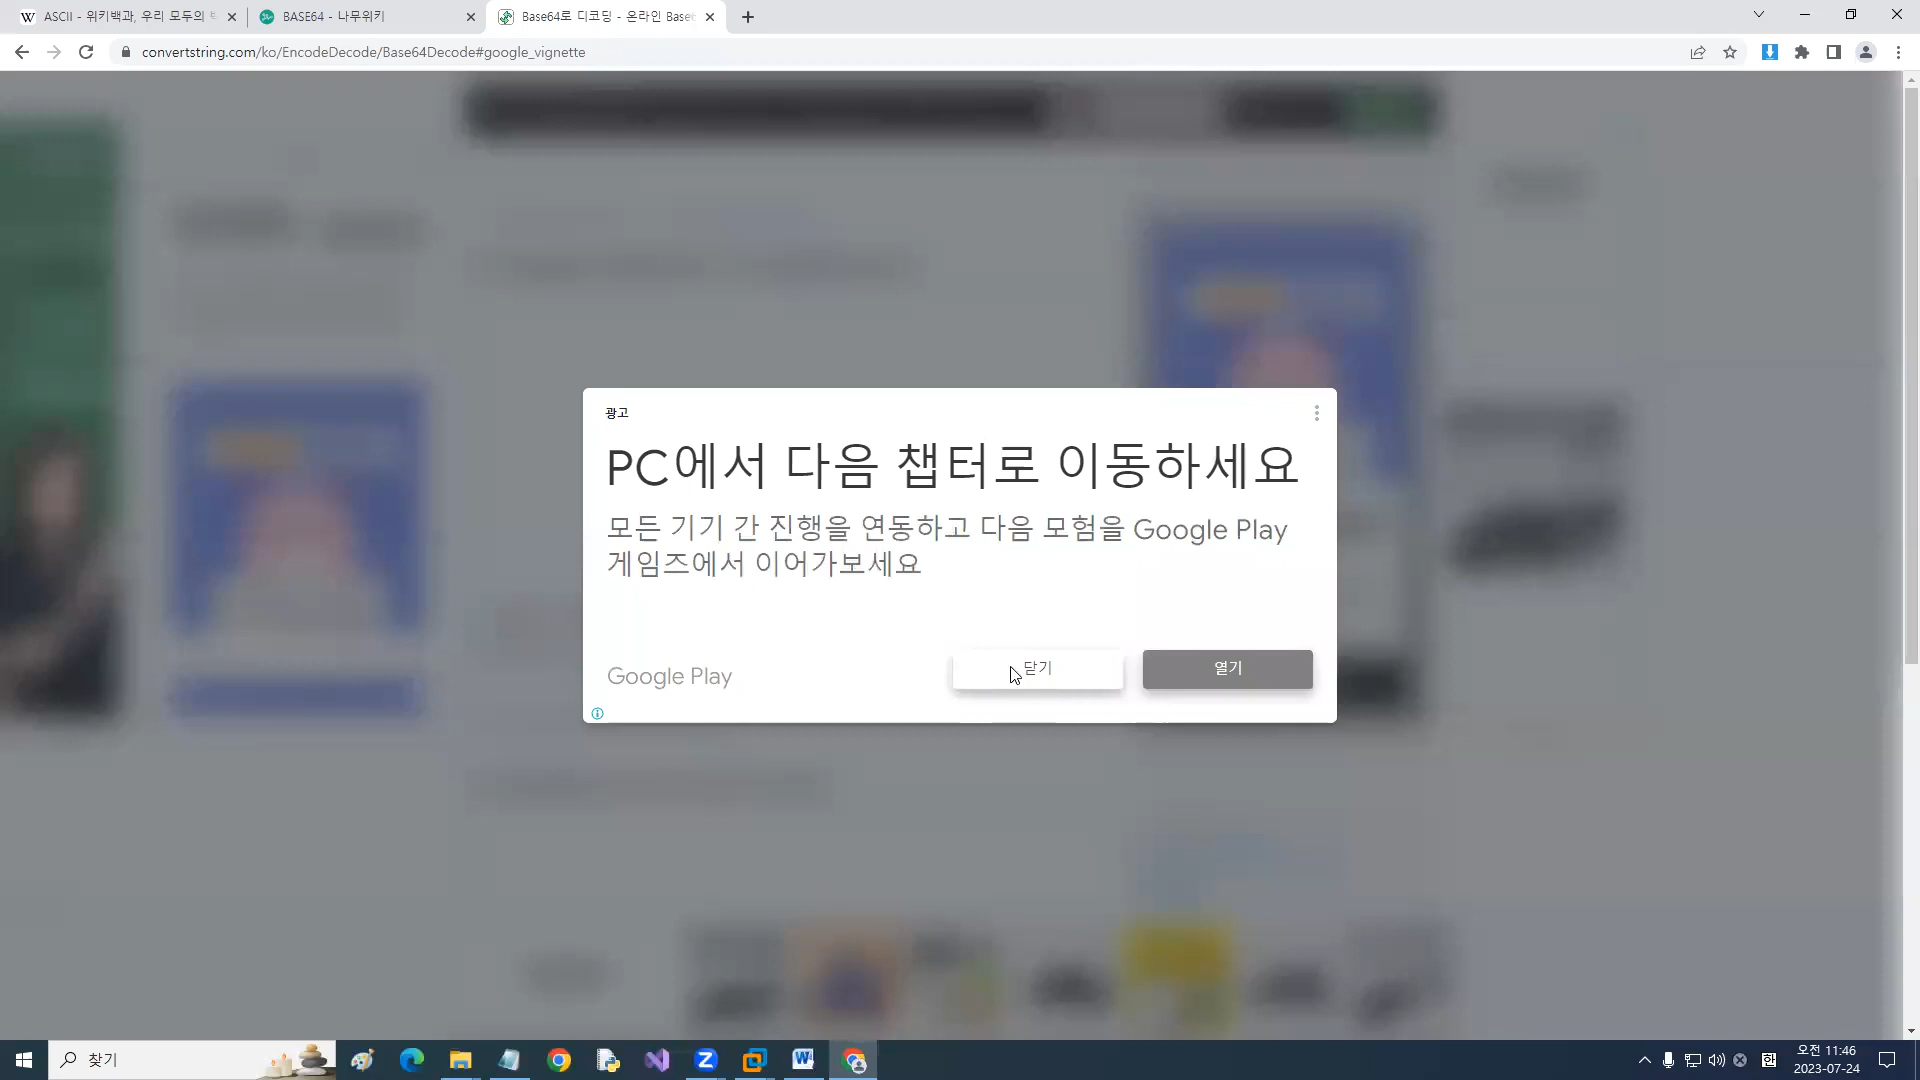 ASCII - 위키백과, 우리 모두의
BASE64 - 나무위키
Base64로 디코딩 - 온라인 Base
convertstring.com/ko/EncodeDecode/Base64Decode#google_vignette
광고
PC에서 다음 챕터로 이동하세요
모든 기기 간 진행을 연동하고 다음 모험을 Google Play
게임즈에서 이어가보세요
Google Play
닫기
열기
찾기
한
오전 11:46
2023-07-24